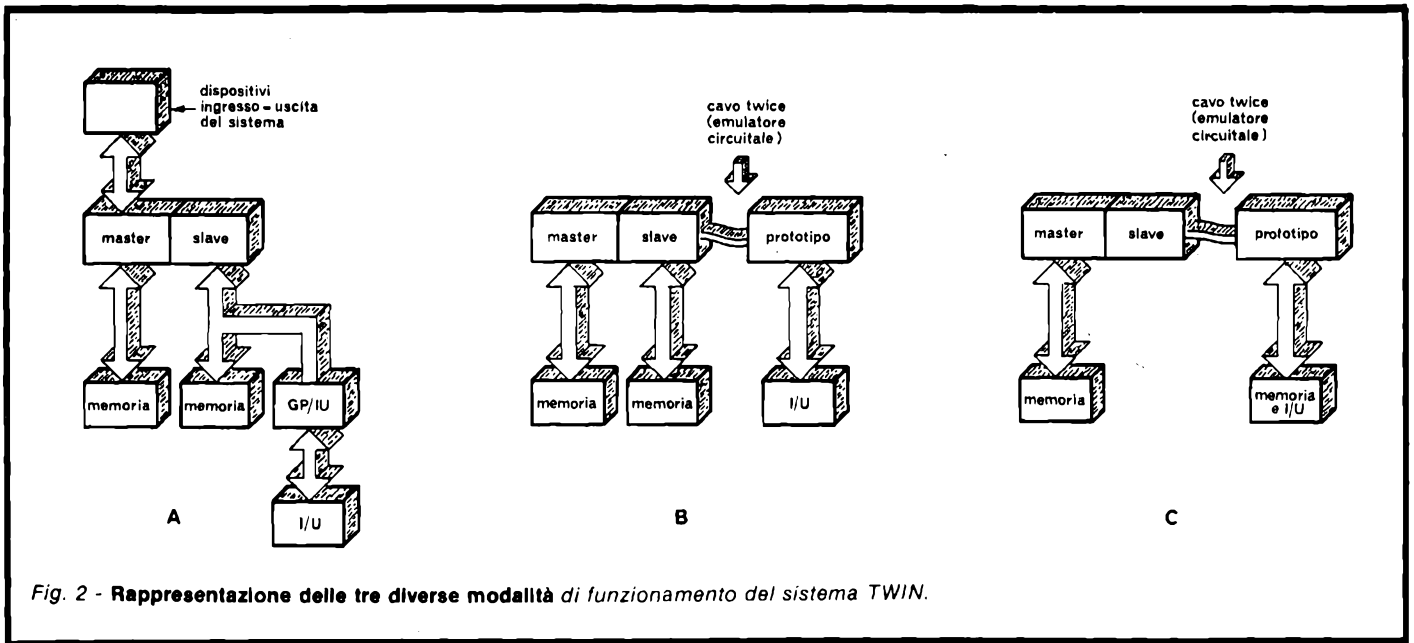 dispositivi
ingresso - uscita
del sistema
master
slave
memoria
memoria
GP/IU
I/U
A
cavo twice
(emulatore
circuitale)
master
slave
prototipo
memoria
memoria
I/U
B
cavo twice
(emulatore
circuitale)
master
slave
prototipo
memoria
memoria
e I/U
C
Fig. 2 - Rappresentazione delle tre diverse modalità di funzionamento del sistema TWIN.